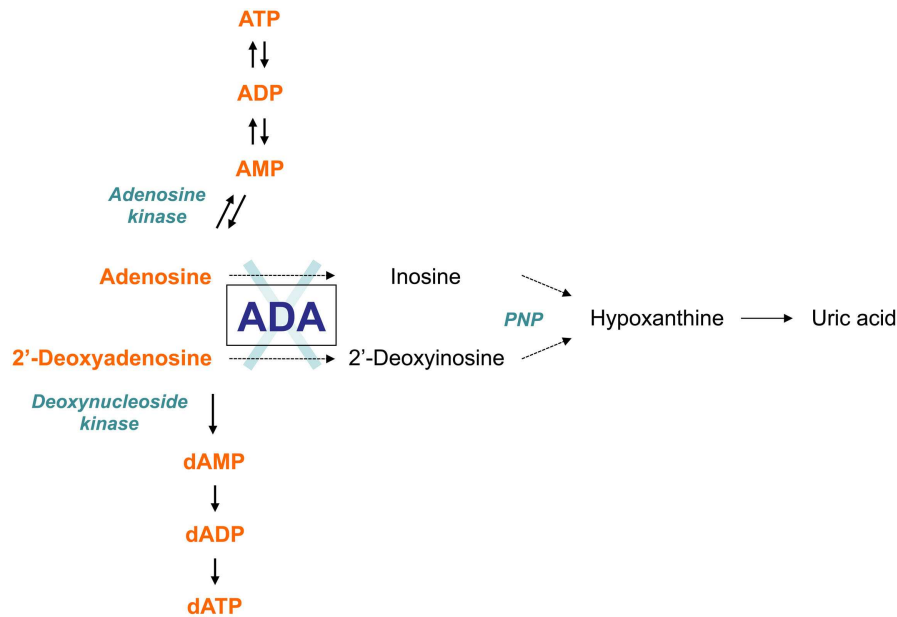 ATP
ADP
AMP
Adenosine
kinase
Adenosine
Inosine
ADA
PNP
Hypoxanthine
Uric acid
2’-Deoxyadenosine
2’-Deoxyinosine
Deoxynucleoside
kinase
dAMP
dADP
dATP